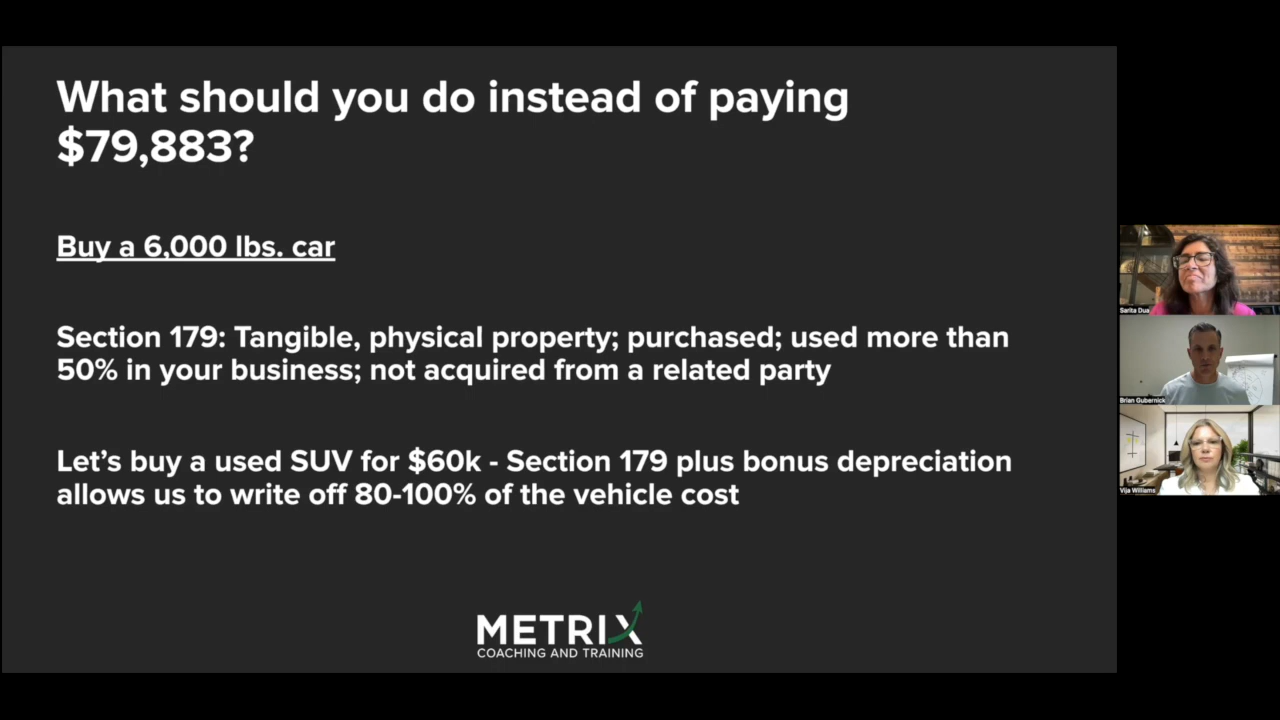 What should you do instead of paying
$79,883?
Buy a 6,000 lbs. car
Section 179: Tangible, physical property; purchased; used more than
50% in your business; not acquired from a related party
Let’s buy a used SUV for $60k - Section 179 plus bonus depreciation
allows us to write off 80-100% of the vehicle cost
METRIX
COACHING AND TRAINING
Sarita Dua
Brian Gubernick
Vija Williams